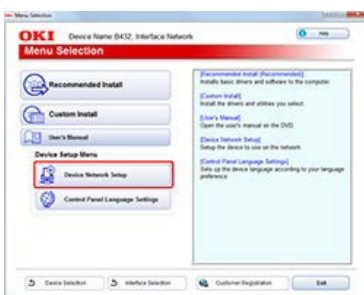 Menu Selection
OKI Device Name:B432, Interface:Network
Help
Menu Selection
Recommended Install
Custom Install
User's Manual
Device Setup Menu
Device Network Setup
Control Panel Language Settings
[Recommended Install (Recommended)]
Installs basic drivers and software to the computer.
[Custom Install]
Install the drivers and utilities you select.
[User's Manual]
Open the user's manual on the DVD
[Device Network Setup]
Setup the device to use on the network.
[Control Panel Language Settings]
Sets up the device language according to your language
preference
Device Selection
Interface Selection
Customer Registration
Exit